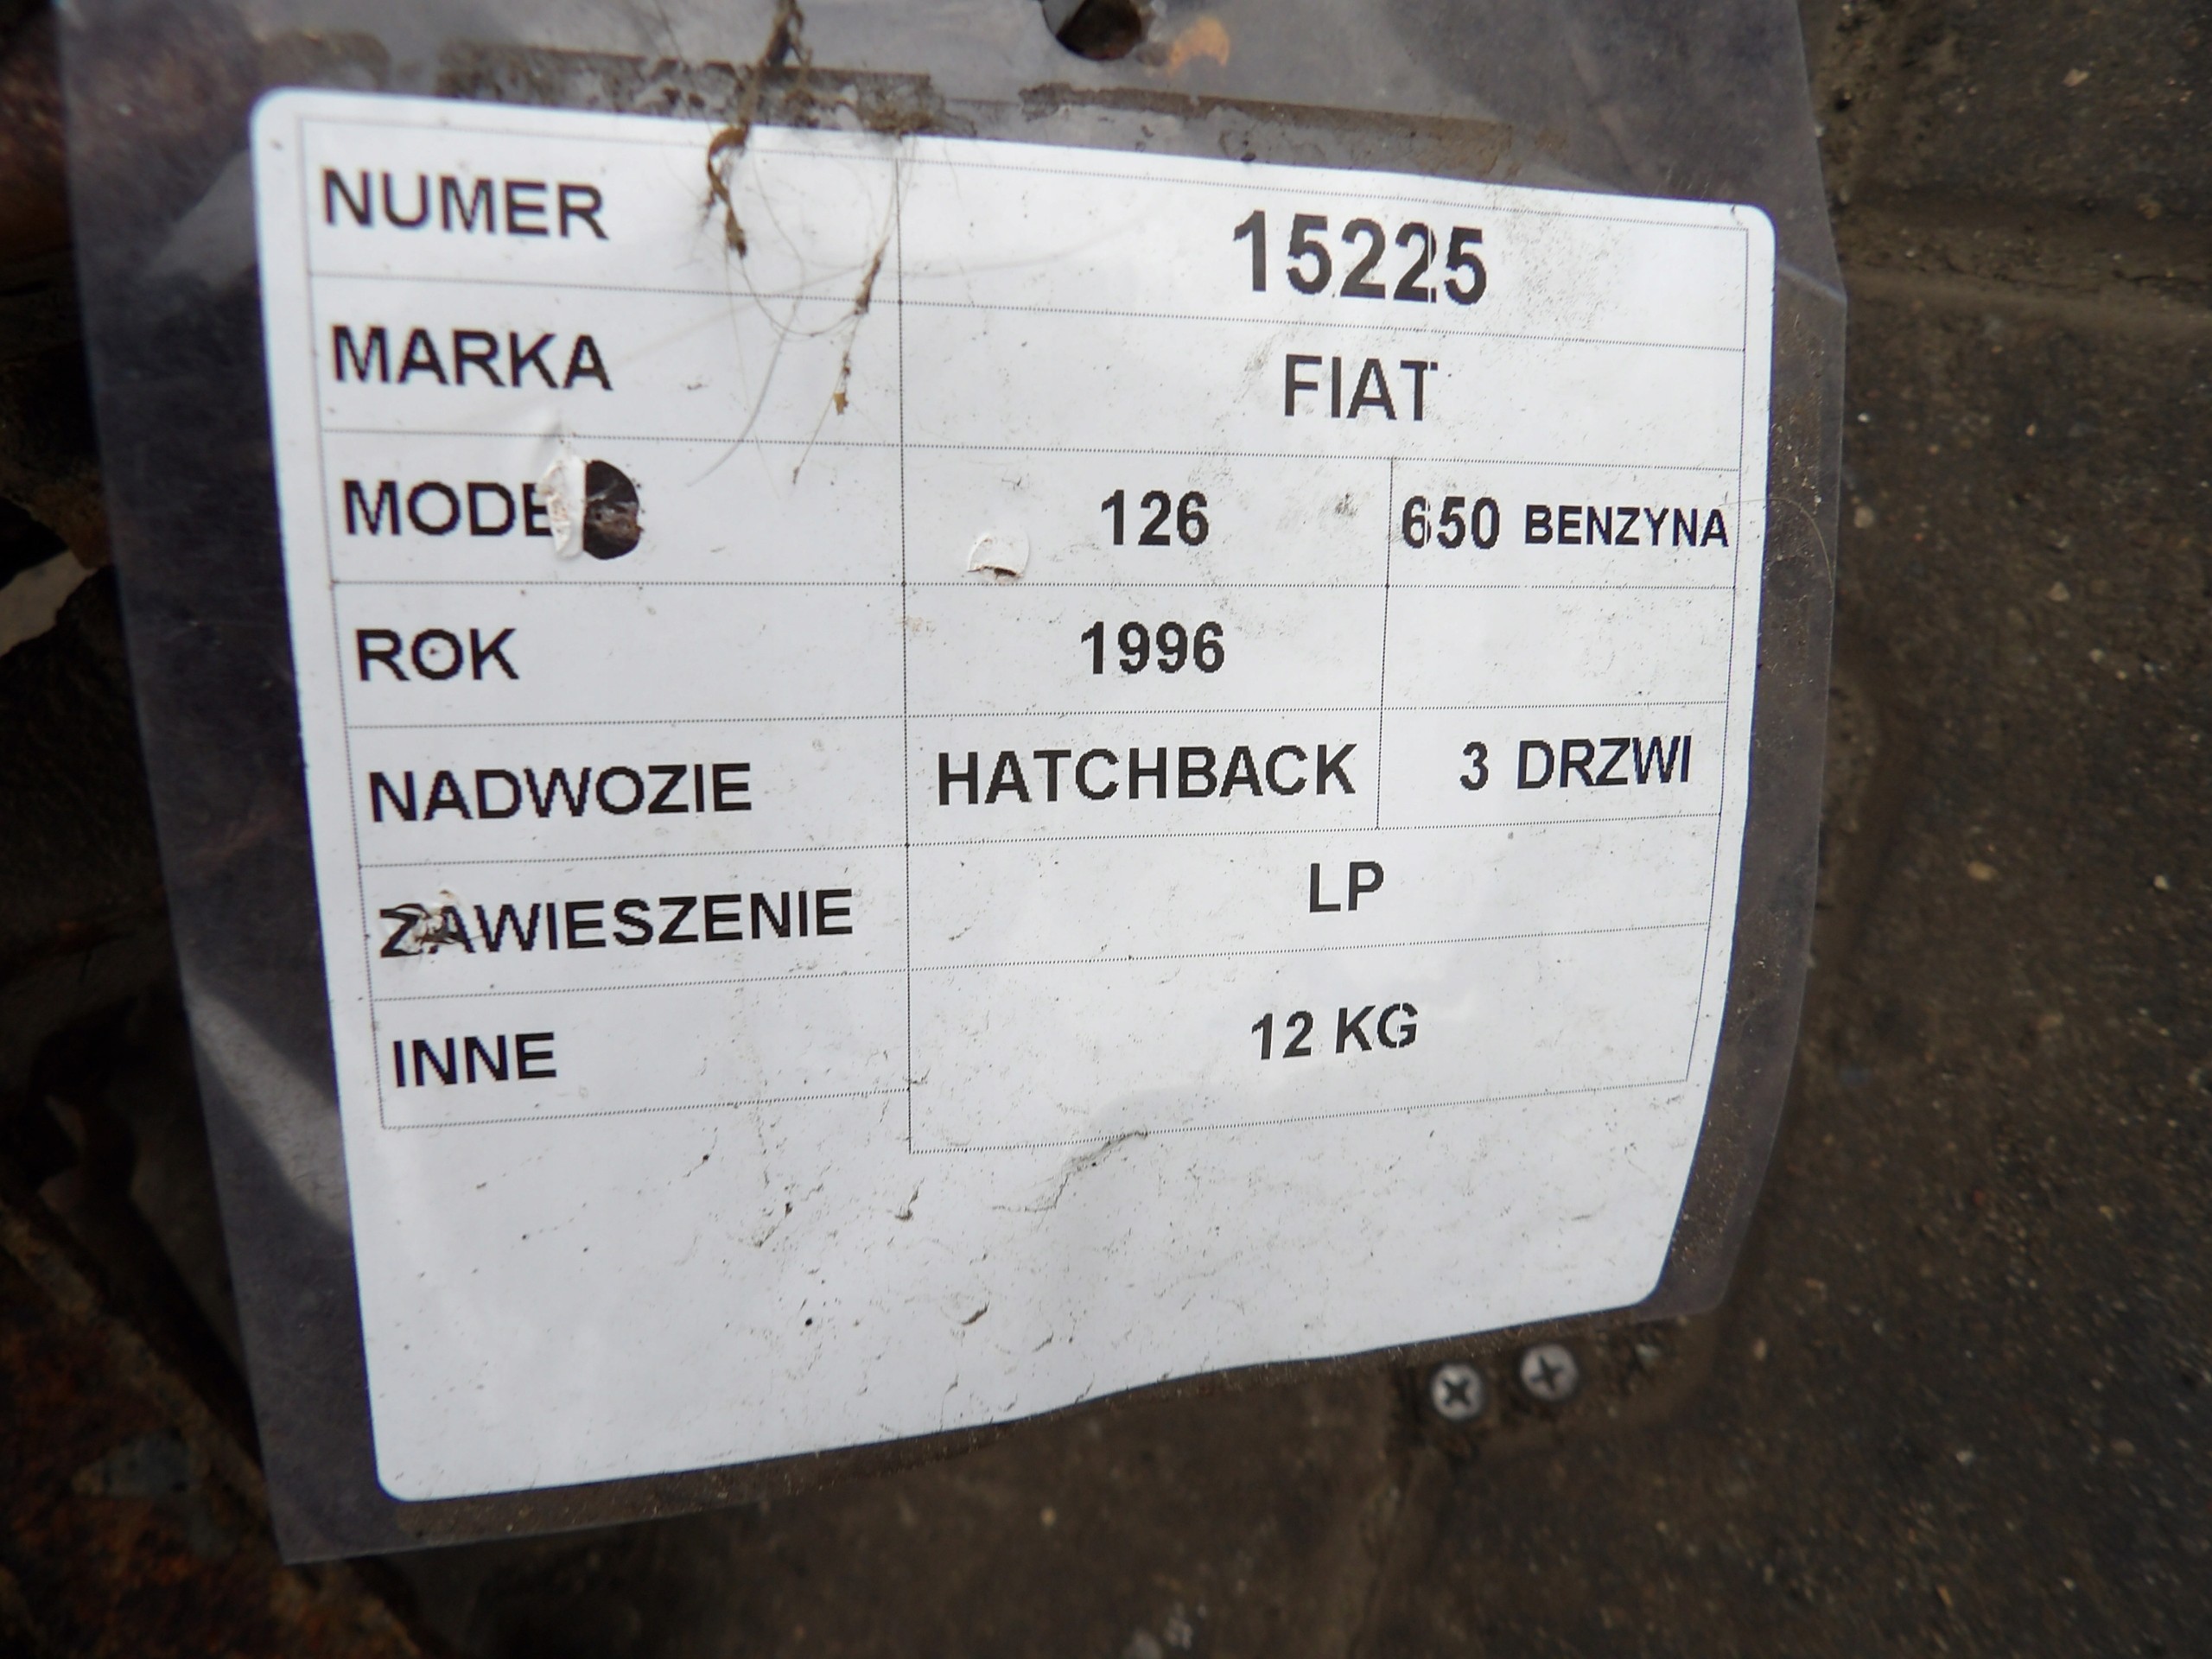 NUMER 15225
MARKA FIAT
MODE 126 650 BENZYNA
ROK 1996
NADWOZIE HATCHBACK 3 DRZWI
ZAWIESZENIE LP
INNE 12 KG